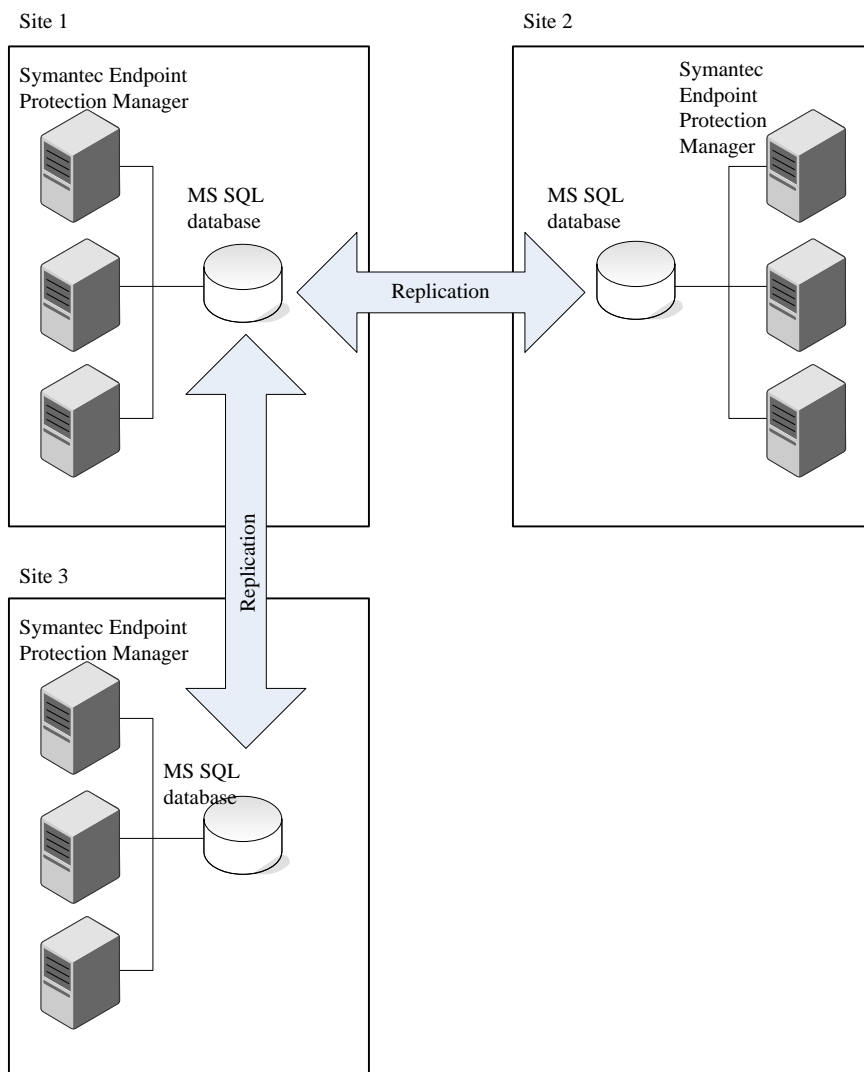 Site 1
Symantec Endpoint
Protection Manager
MS SQL
database
Site 2
Symantec
Endpoint
Protection
Manager
MS SQL
database
Replication
Replication
Site 3
Symantec Endpoint
Protection Manager
MS SQL
database